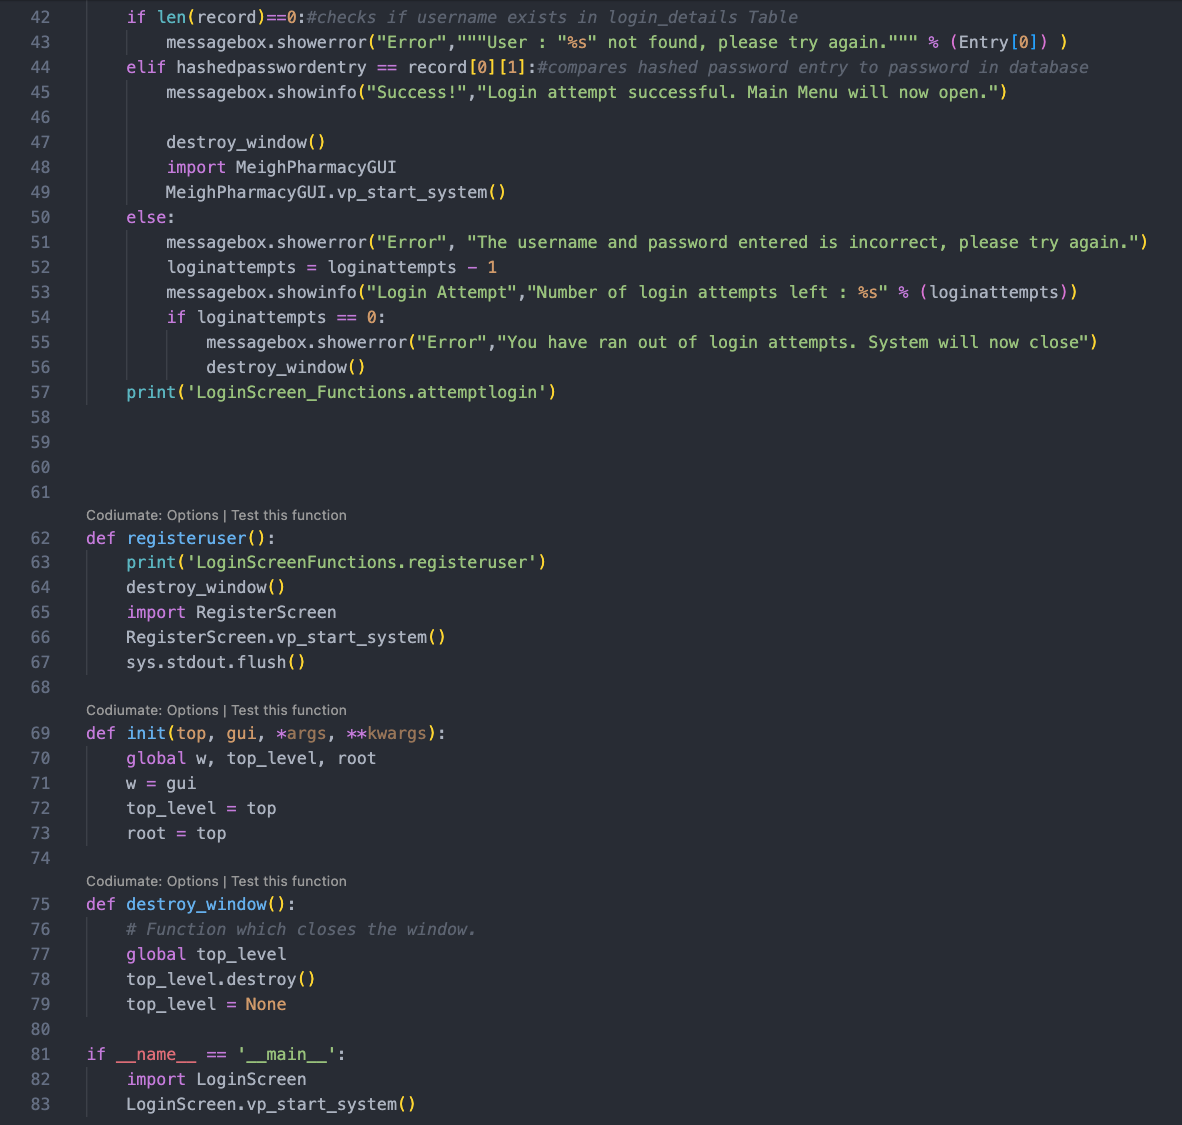 42 if len(record)==0:#checks if username exists in login_details Table
43 messagebox.showerror("Error","""User : "%s" not found, please try again.""" % (Entry[0]) )
44 elif hashedpasswordentry == record[0][1]:#compares hashed password entry to password in database
45 messagebox.showinfo("Success!","Login attempt successful. Main Menu will now open.")
46
47 destroy_window()
48 import MeighPharmacyGUI
49 MeighPharmacyGUI.vp_start_system()
50 else:
51 messagebox.showerror("Error", "The username and password entered is incorrect, please try again.")
52 loginattempts = loginattempts - 1
53 messagebox.showinfo("Login Attempt","Number of login attempts left : %s" % (loginattempts))
54 if loginattempts == 0:
55 messagebox.showerror("Error","You have ran out of login attempts. System will now close")
56 destroy_window()
57 print('LoginScreen_Functions.attemptlogin')
58
59
60
61
Codiumate: Options | Test this function
62 def registeruser():
63 print('LoginScreenFunctions.registeruser')
64 destroy_window()
65 import RegisterScreen
66 RegisterScreen.vp_start_system()
67 sys.stdout.flush()
68
Codiumate: Options | Test this function
69 def init(top, gui, *args, **kwargs):
70 global w, top_level, root
71 w = gui
72 top_level = top
73 root = top
74
Codiumate: Options | Test this function
75 def destroy_window():
76 # Function which closes the window.
77 global top_level
78 top_level.destroy()
79 top_level = None
80
81 if __name__ == '__main__':
82 import LoginScreen
83 LoginScreen.vp_start_system()